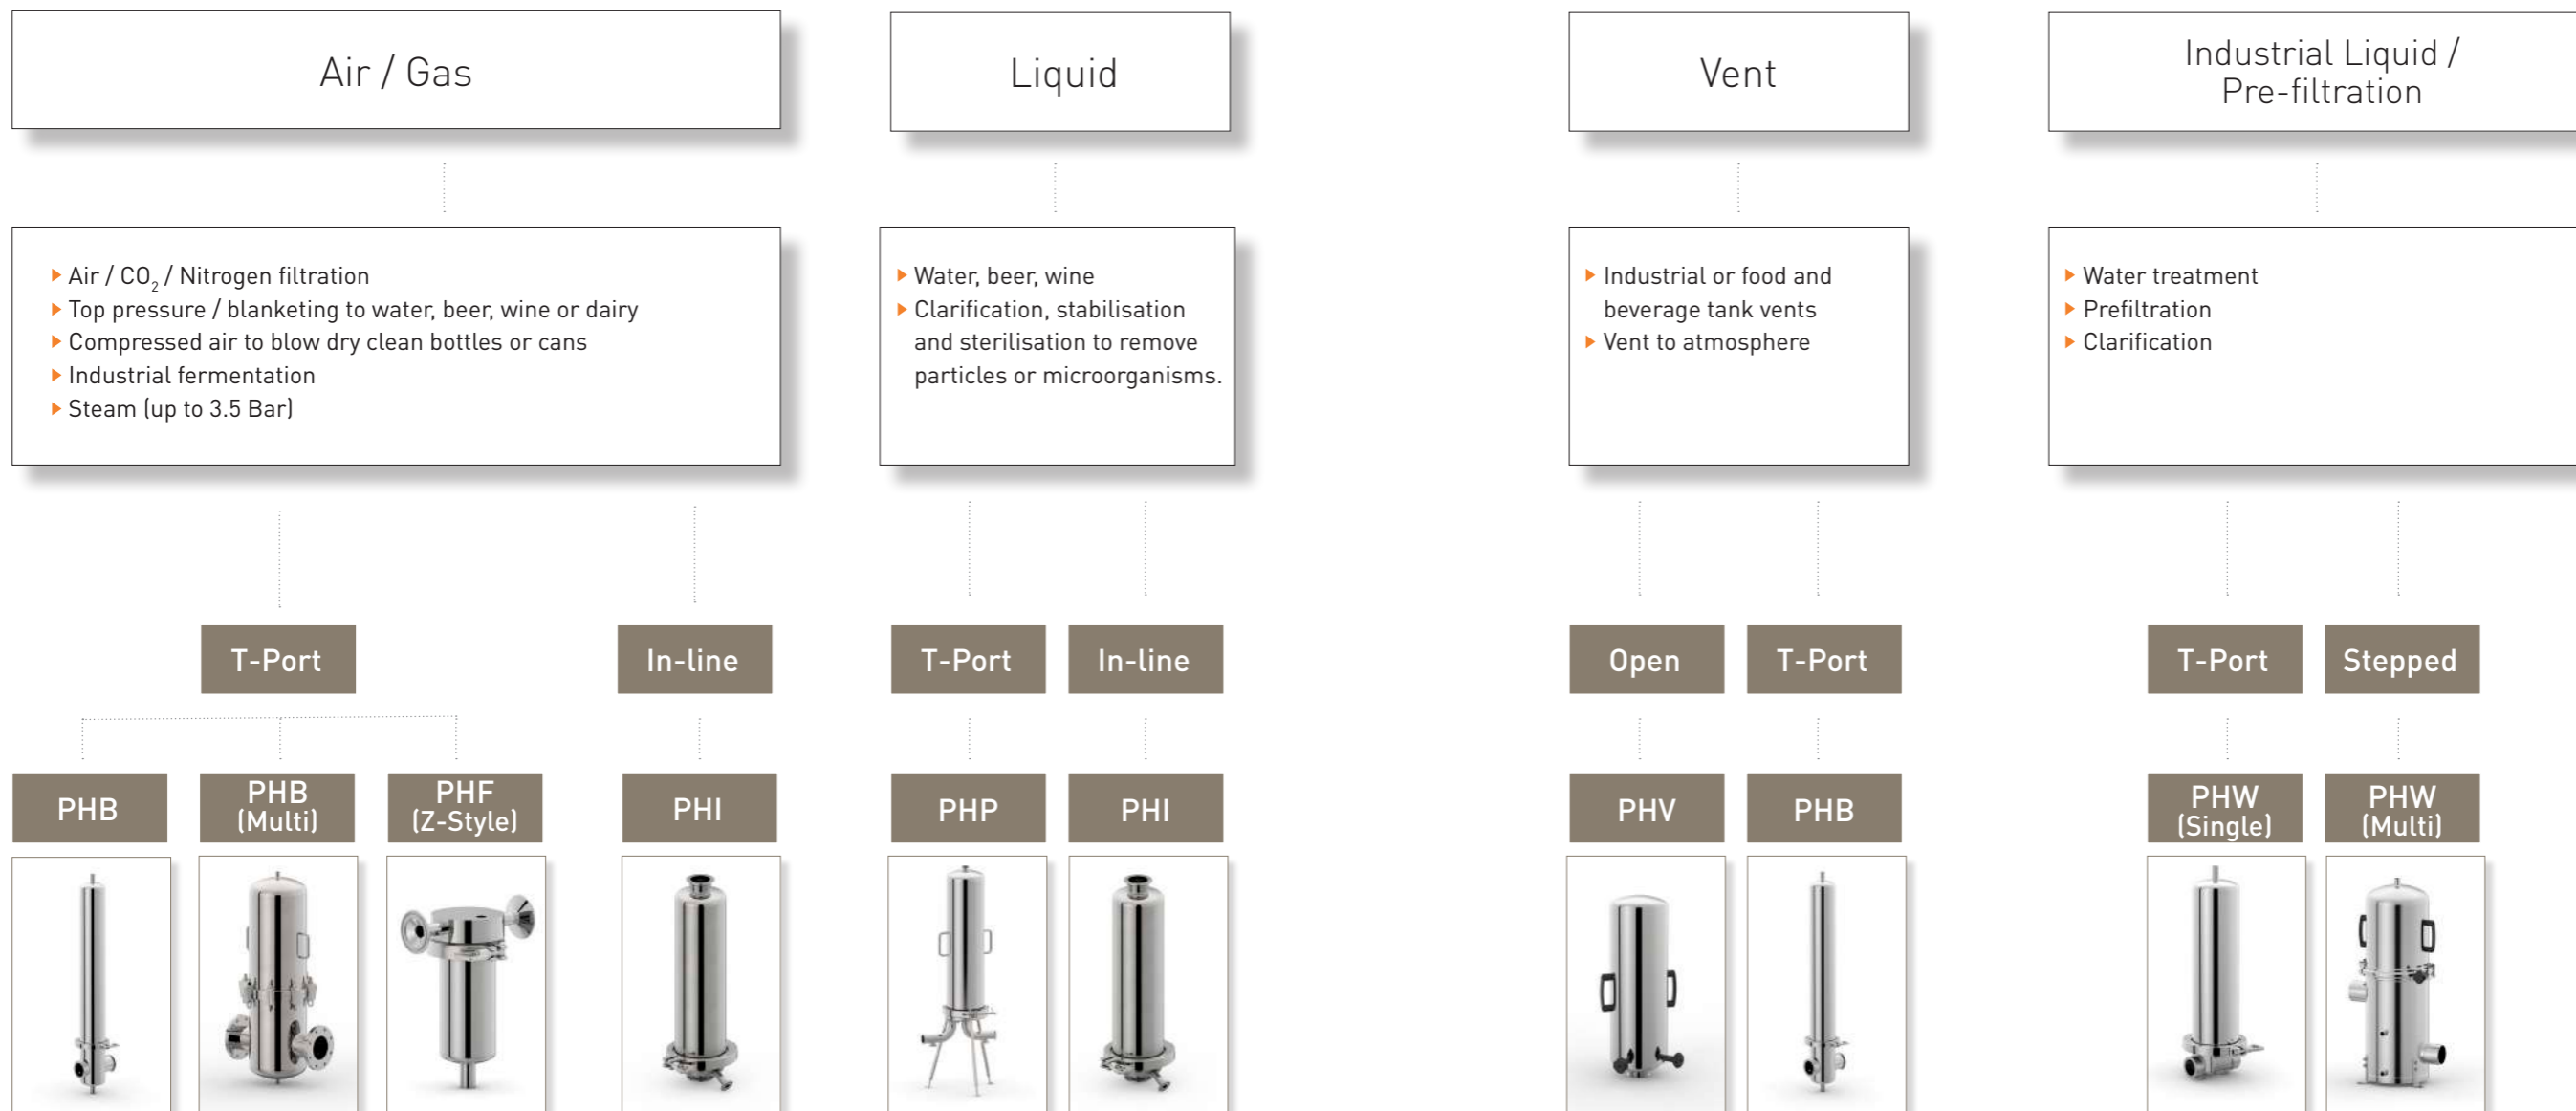 Air / Gas
Liquid
Vent
Industrial Liquid /
Pre-filtration
Air / CO₂ / Nitrogen filtration
Top pressure / blanketing to water, beer, wine or dairy
Compressed air to blow dry clean bottles or cans
Industrial fermentation
Steam (up to 3.5 Bar)
Water, beer, wine
Clarification, stabilisation
and sterilisation to remove
particles or microorganisms.
Industrial or food and
beverage tank vents
Vent to atmosphere
Water treatment
Prefiltration
Clarification
T-Port
In-line
T-Port
In-line
Open
T-Port
T-Port
Stepped
PHB
PHB
(Multi)
PHF
(Z-Style)
PHI
PHP
PHI
PHV
PHB
PHW
(Single)
PHW
(Multi)